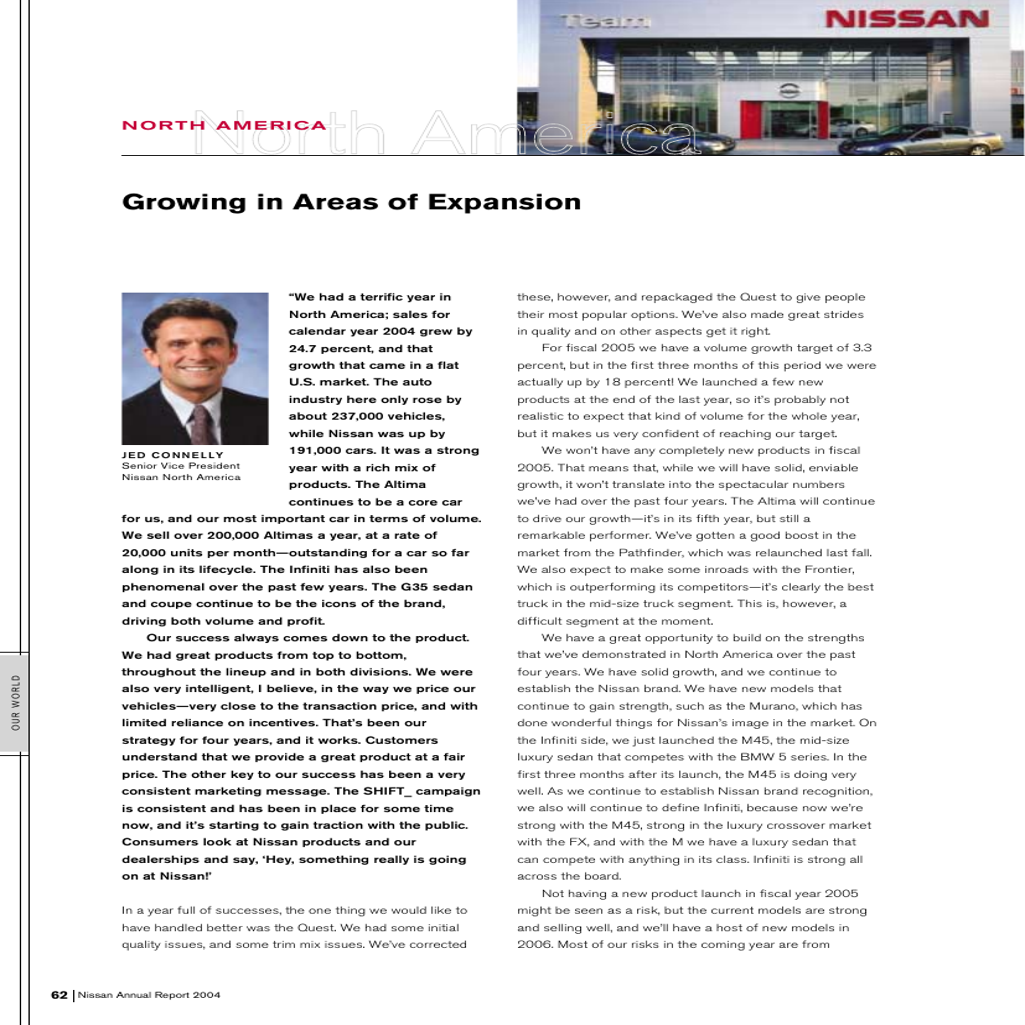 Team NISSAN
NORTH AMERICA
North America
Growing in Areas of Expansion
JED CONNELLY
Senior Vice President
Nissan North America
“We had a terrific year in
North America; sales for
calendar year 2004 grew by
24.7 percent, and that
growth that came in a flat
U.S. market. The auto
industry here only rose by
about 237,000 vehicles,
while Nissan was up by
191,000 cars. It was a strong
year with a rich mix of
products. The Altima
continues to be a core car
for us, and our most important car in terms of volume.
We sell over 200,000 Altimas a year, at a rate of
20,000 units per month—outstanding for a car so far
along in its lifecycle. The Infiniti has also been
phenomenal over the past few years. The G35 sedan
and coupe continue to be the icons of the brand,
driving both volume and profit.
Our success always comes down to the product.
We had great products from top to bottom,
throughout the lineup and in both divisions. We were
also very intelligent, I believe, in the way we price our
vehicles—very close to the transaction price, and with
limited reliance on incentives. That’s been our
strategy for four years, and it works. Customers
understand that we provide a great product at a fair
price. The other key to our success has been a very
consistent marketing message. The SHIFT_ campaign
is consistent and has been in place for some time
now, and it’s starting to gain traction with the public.
Consumers look at Nissan products and our
dealerships and say, ‘Hey, something really is going
on at Nissan!’
In a year full of successes, the one thing we would like to
have handled better was the Quest. We had some initial
quality issues, and some trim mix issues. We’ve corrected
these, however, and repackaged the Quest to give people
their most popular options. We’ve also made great strides
in quality and on other aspects get it right.
For fiscal 2005 we have a volume growth target of 3.3
percent, but in the first three months of this period we were
actually up by 18 percent! We launched a few new
products at the end of the last year, so it’s probably not
realistic to expect that kind of volume for the whole year,
but it makes us very confident of reaching our target.
We won’t have any completely new products in fiscal
2005. That means that, while we will have solid, enviable
growth, it won’t translate into the spectacular numbers
we’ve had over the past four years. The Altima will continue
to drive our growth—it’s in its fifth year, but still a
remarkable performer. We’ve gotten a good boost in the
market from the Pathfinder, which was relaunched last fall.
We also expect to make some inroads with the Frontier,
which is outperforming its competitors—it’s clearly the best
truck in the mid-size truck segment. This is, however, a
difficult segment at the moment.
We have a great opportunity to build on the strengths
that we’ve demonstrated in North America over the past
four years. We have solid growth, and we continue to
establish the Nissan brand. We have new models that
continue to gain strength, such as the Murano, which has
done wonderful things for Nissan’s image in the market. On
the Infiniti side, we just launched the M45, the mid-size
luxury sedan that competes with the BMW 5 series. In the
first three months after its launch, the M45 is doing very
well. As we continue to establish Nissan brand recognition,
we also will continue to define Infiniti, because now we’re
strong with the M45, strong in the luxury crossover market
with the FX, and with the M we have a luxury sedan that
can compete with anything in its class. Infiniti is strong all
across the board.
Not having a new product launch in fiscal year 2005
might be seen as a risk, but the current models are strong
and selling well, and we’ll have a host of new models in
2006. Most of our risks in the coming year are from
OUR WORLD
62 | Nissan Annual Report 2004